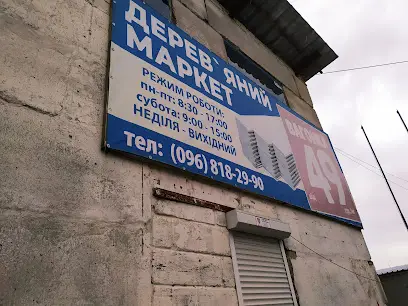 ДЕРЕВ`ЯНИЙ
МАРКЕТ
РЕЖИМ РОБОТИ:
пн-пт: 8:30 - 17:00
субота: 9:00 - 15:00
НЕДІЛЯ - ВИХІДНИЙ
тел: (096) 818-29-90
49